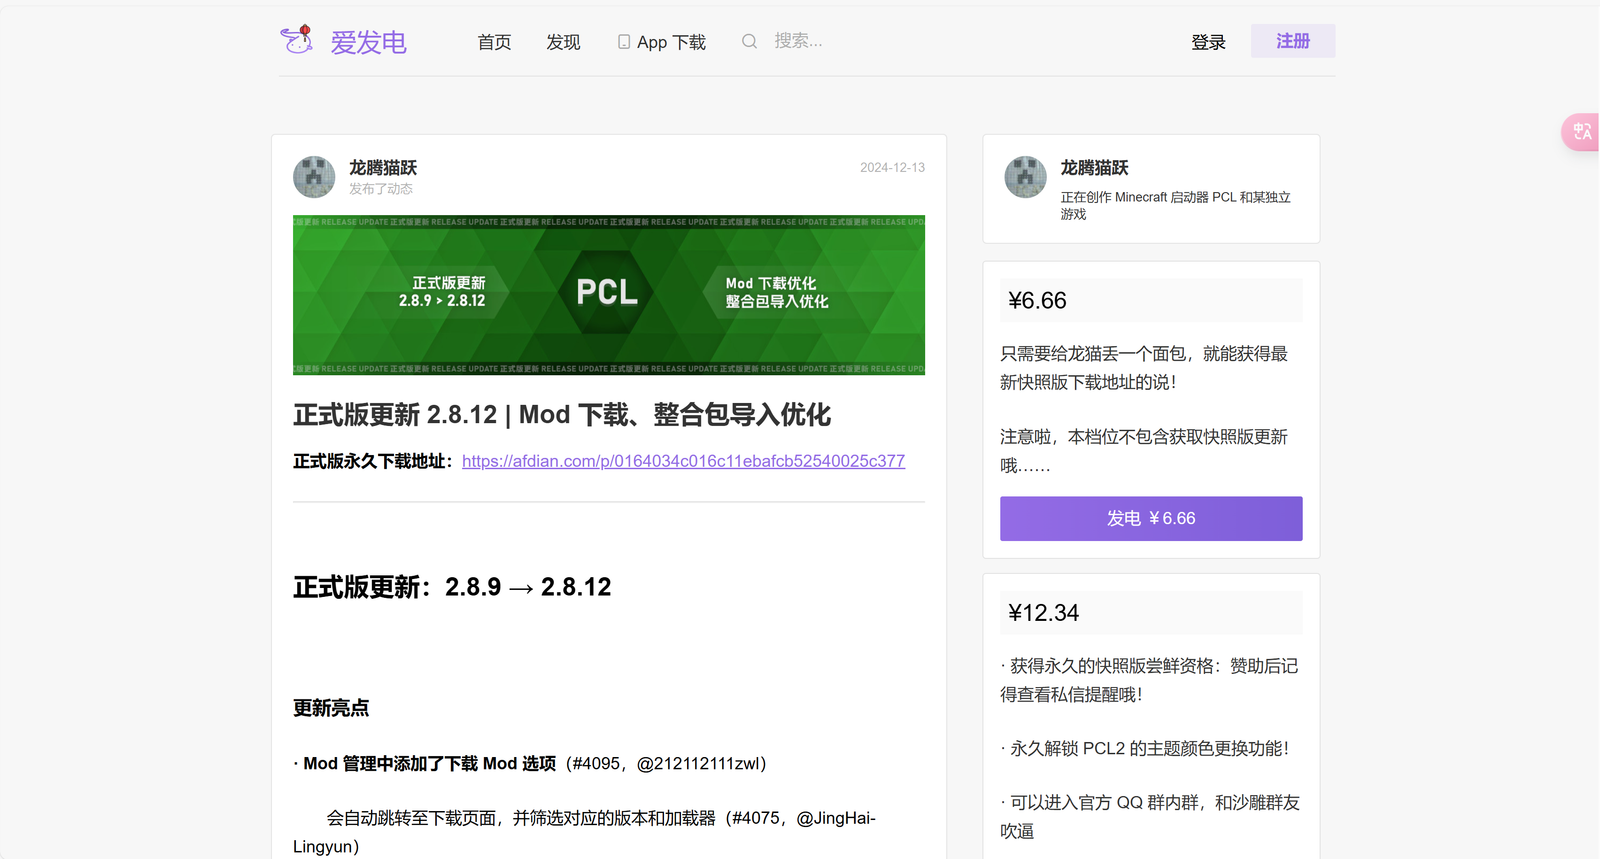 爱发电
首页
发现
App 下载
搜索...
登录
注册
龙腾猫跃
发布了动态
2024-12-13
正式版更新 RELEASE UPDATE 正式版更新 RELEASE UPDATE 正式版更新 RELEASE UPDATE 正式版更新 RELEASE UPDATE 正式版更新 RELEASE UPDATE 正式版更新 RELEASE UPD
正式版更新
2.8.9 > 2.8.12
PCL
Mod 下载优化
整合包导入优化
正式版更新 RELEASE UPDATE 正式版更新 RELEASE UPDATE 正式版更新 RELEASE UPDATE 正式版更新 RELEASE UPDATE 正式版更新 RELEASE UPDATE 正式版更新 RELEASE UPD
正式版更新 2.8.12 | Mod 下载、整合包导入优化
正式版永久下载地址：https://afdian.com/p/0164034c016c11ebafcb52540025c377
正式版更新：2.8.9 → 2.8.12
更新亮点
· Mod 管理中添加了下载 Mod 选项（#4095，@212112111zwl）
会自动跳转至下载页面，并筛选对应的版本和加载器（#4075，@JingHai-
Lingyun）
龙腾猫跃
正在创作 Minecraft 启动器 PCL 和某独立
游戏
¥6.66
只需要给龙猫丢一个面包，就能获得最
新快照版下载地址的说！
注意啦，本档位不包含获取快照版更新
哦……
发电 ￥6.66
¥12.34
· 获得永久的快照版尝鲜资格：赞助后记
得查看私信提醒哦！
· 永久解锁 PCL2 的主题颜色更换功能！
· 可以进入官方 QQ 群内群，和沙雕群友
吹逼
中
A